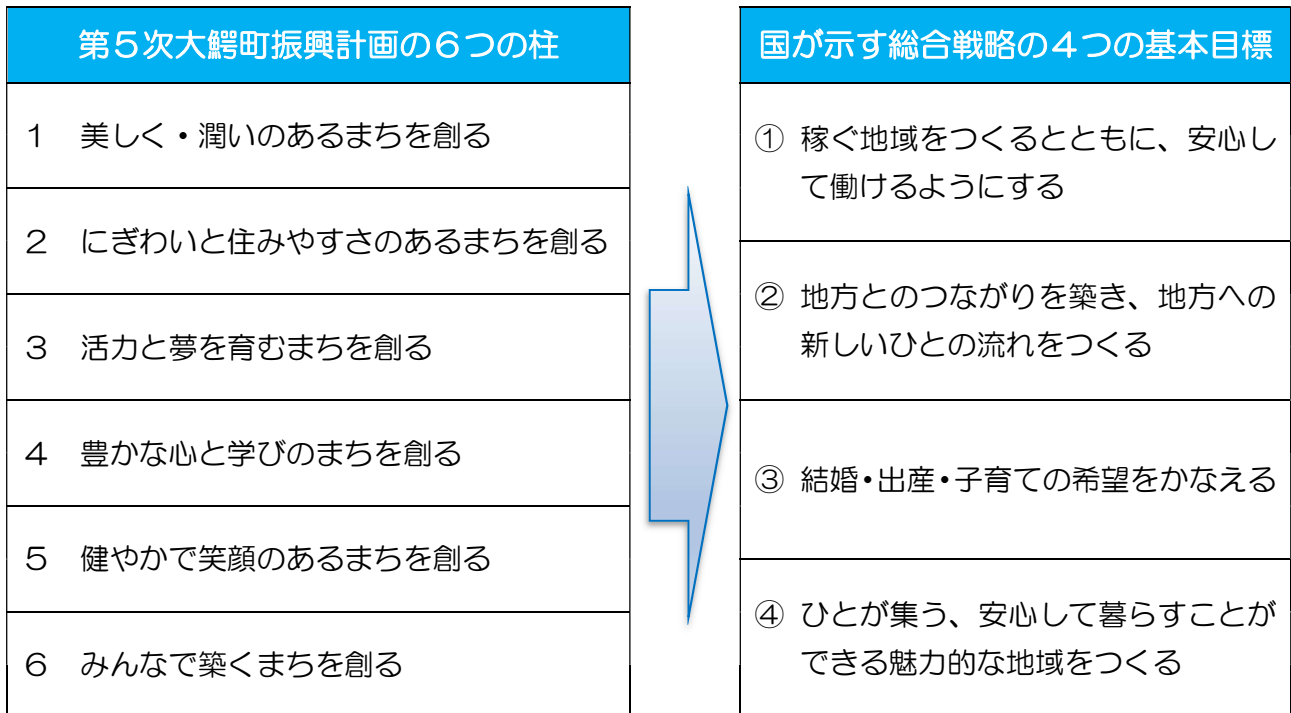 第５次大鰐町振興計画の６つの柱
１　美しく・潤いのあるまちを創る
２　にぎわいと住みやすさのあるまちを創る
３　活力と夢を育むまちを創る
４　豊かな心と学びのまちを創る
５　健やかで笑顔のあるまちを創る
６　みんなで築くまちを創る
国が示す総合戦略の４つの基本目標
① 稼ぐ地域をつくるとともに、安心し
て働けるようにする
② 地方とのつながりを築き、地方への
新しいひとの流れをつくる
③ 結婚・出産・子育ての希望をかなえる
④ ひとが集う、安心して暮らすことが
できる魅力的な地域をつくる